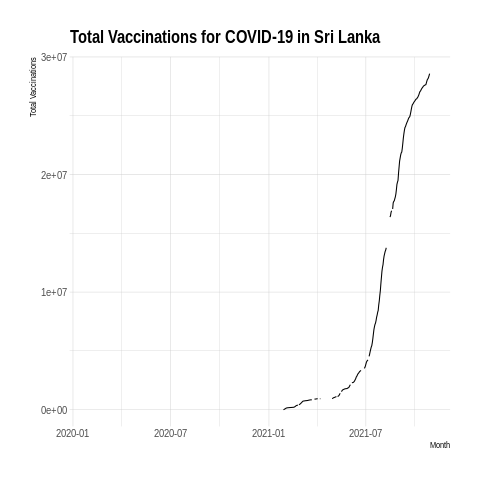 Total Vaccinations for COVID-19 in Sri Lanka
Total Vaccinations
3e+07
2e+07
1e+07
0e+00
2020-01 2020-07 2021-01 2021-07
Month